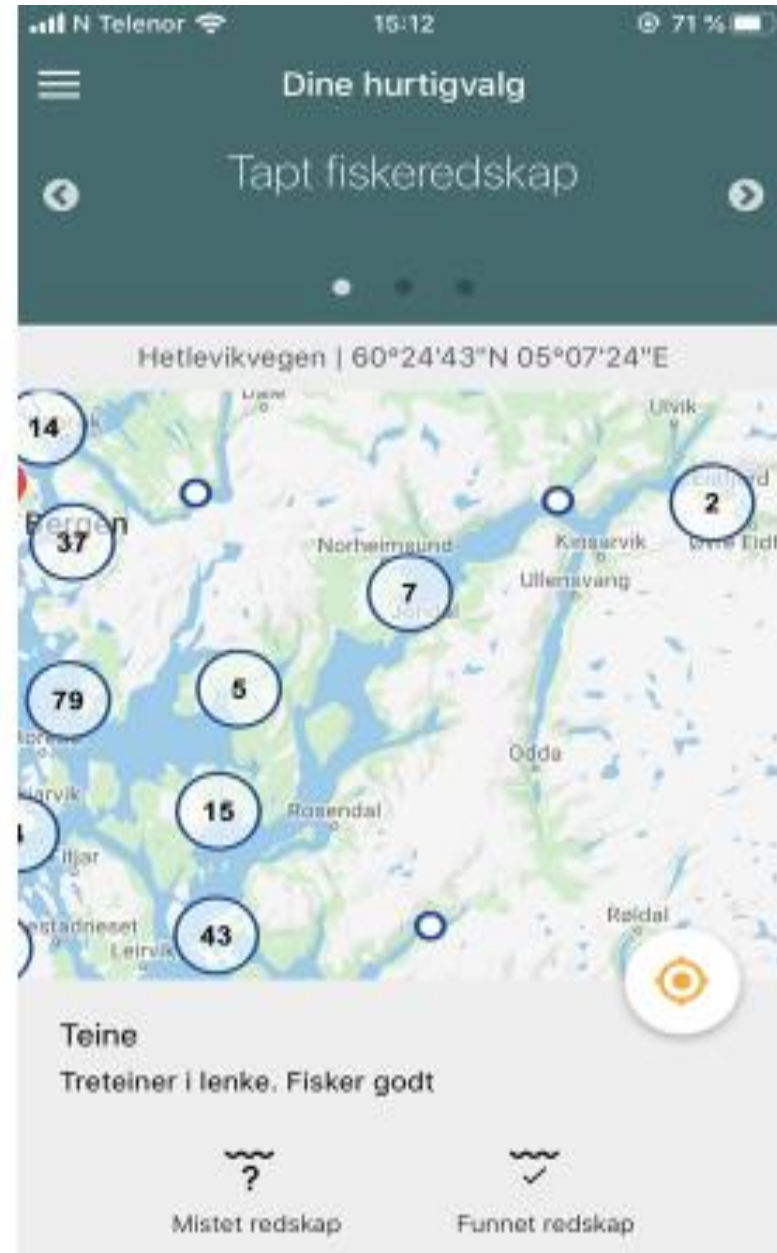 N Telenor 15:12 71 %
Dine hurtigvalg
Tapt fiskeredskap
Hetlevikvegen | 60°24'43"N 05°07'24"E
Ulvik
14
2
Bergen
37
Norheimsund
Kinsarvik
Øvre Eidf
7
Ullensvang
5
79
Odda
15
Rosendal
43
Røldal
Leirvik
Teine
Treteiner i lenke. Fisker godt
?
Mistet redskap Funnet redskap